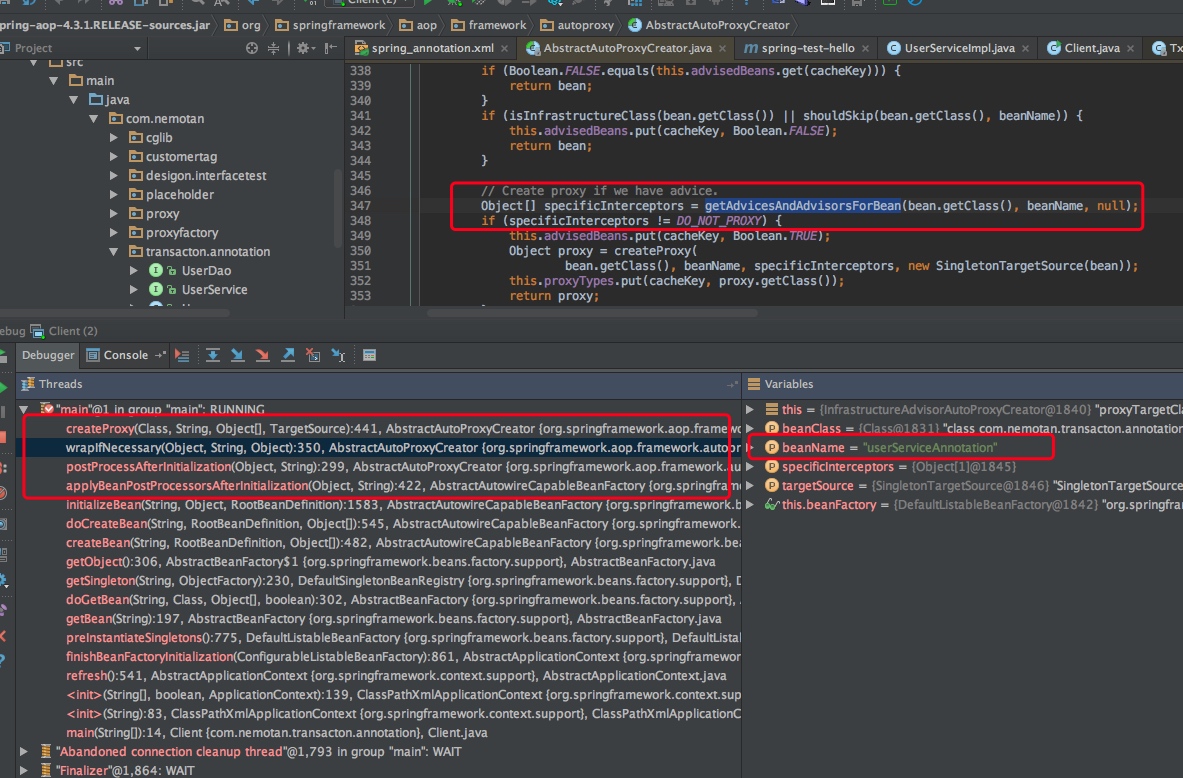 Client (2)
pring-aop-4.3.1.RELEASE-sources.jar org springframework aop framework autoproxy AbstractAutoProxyCreator
Project spring_annotation.xml AbstractAutoProxyCreator.java spring-test-hello UserServiceImpl.java Client.java
src
main
java
com.nemotan
cglib
customertag
desigon.interfacetest
placeholder
proxy
proxyfactory
transacton.annotation
UserDao
UserService
338 if (Boolean.FALSE.equals(this.advisedBeans.get(cacheKey))) {
339 return bean;
340 }
341 if (isInfrastructureClass(bean.getClass()) || shouldSkip(bean.getClass(), beanName)) {
342 this.advisedBeans.put(cacheKey, Boolean.FALSE);
343 return bean;
344 }
345
346 // Create proxy if we have advice.
347 Object[] specificInterceptors = getAdvicesAndAdvisorsForBean(bean.getClass(), beanName, null);
348 if (specificInterceptors != DO_NOT_PROXY) {
349 this.advisedBeans.put(cacheKey, Boolean.TRUE);
350 Object proxy = createProxy(
351 bean.getClass(), beanName, specificInterceptors, new SingletonTargetSource(bean));
352 this.proxyTypes.put(cacheKey, proxy.getClass());
353 return proxy;
ebug Client (2)
Debugger Console
Threads
"main"@1 in group "main": RUNNING
createProxy(Class, String, Object[], TargetSource):441, AbstractAutoProxyCreator {org.springframework.aop.framew
wrapIfNecessary(Object, String, Object):350, AbstractAutoProxyCreator {org.springframework.aop.framework.autopr
postProcessAfterInitialization(Object, String):299, AbstractAutoProxyCreator {org.springframework.aop.framework.au
applyBeanPostProcessorsAfterInitialization(Object, String):422, AbstractAutowireCapableBeanFactory {org.springfra
initializeBean(String, Object, RootBeanDefinition):1583, AbstractAutowireCapableBeanFactory {org.springframework.b
doCreateBean(String, RootBeanDefinition, Object[]):545, AbstractAutowireCapableBeanFactory {org.springframework.
createBean(String, RootBeanDefinition, Object[]):482, AbstractAutowireCapableBeanFactory {org.springframework.bea
getObject():306, AbstractBeanFactory$1 {org.springframework.beans.factory.support}, AbstractBeanFactory.java
getSingleton(String, ObjectFactory):230, DefaultSingletonBeanRegistry {org.springframework.beans.factory.support}, D
doGetBean(String, Class, Object[], boolean):302, AbstractBeanFactory {org.springframework.beans.factory.support},
getBean(String):197, AbstractBeanFactory {org.springframework.beans.factory.support}, AbstractBeanFactory.java
preInstantiateSingletons():775, DefaultListableBeanFactory {org.springframework.beans.factory.support}, DefaultListab
finishBeanFactoryInitialization(ConfigurableListableBeanFactory):861, AbstractApplicationContext {org.springframewor
refresh():541, AbstractApplicationContext {org.springframework.context.support}, AbstractApplicationContext.java
<init>(String[], boolean, ApplicationContext):139, ClassPathXmlApplicationContext {org.springframework.context.sup
<init>(String):83, ClassPathXmlApplicationContext {org.springframework.context.support}, ClassPathXmlApplicationC
main(String[]):14, Client {com.nemotan.transacton.annotation}, Client.java
"Abandoned connection cleanup thread"@1,793 in group "main": WAIT
"Finalizer"@1,864: WAIT
Variables
this = {InfrastructureAdvisorAutoProxyCreator@1840} "proxyTargetCla
beanClass = {Class@1831} "class com.nemotan.transacton.annotation
beanName = "userServiceAnnotation"
specificInterceptors = {Object[1]@1845}
targetSource = {SingletonTargetSource@1846} "SingletonTargetSource
this.beanFactory = {DefaultListableBeanFactory@1842} "org.springfra